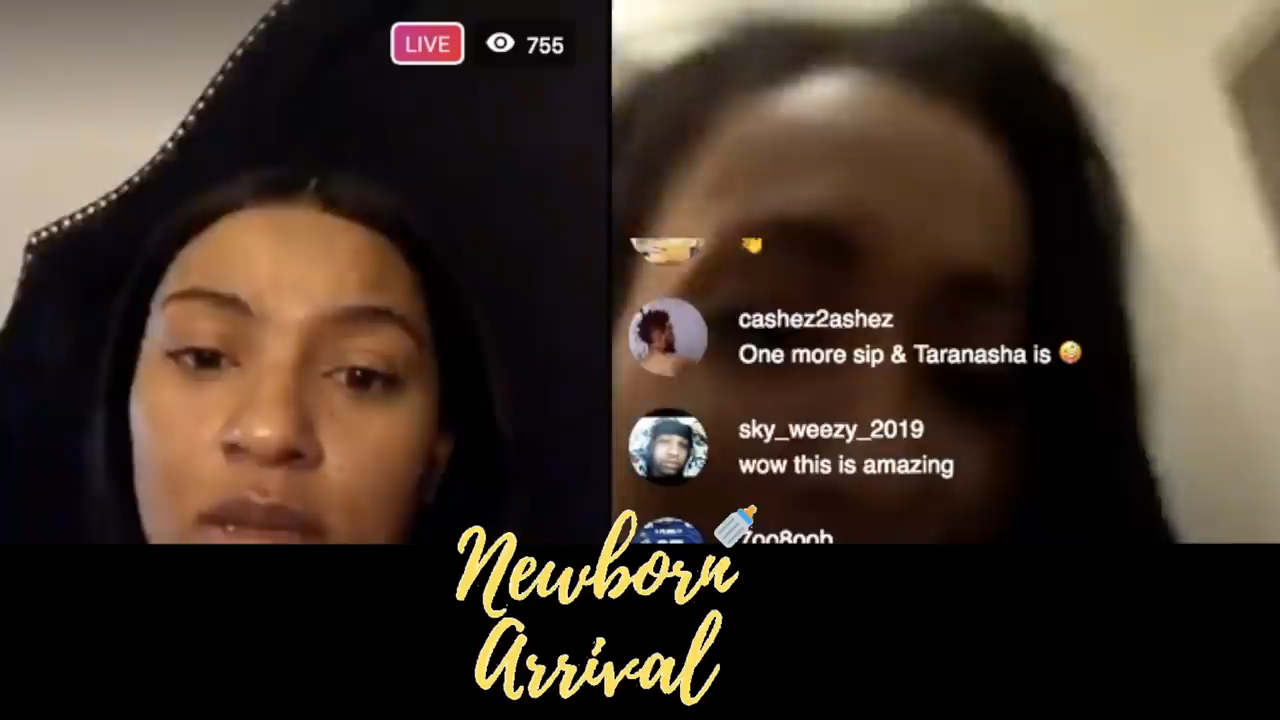 LIVE 755
cashez2ashez
One more sip & Taranasha is 🤪
sky_weezy_2019
wow this is amazing
Newborn
Arrival